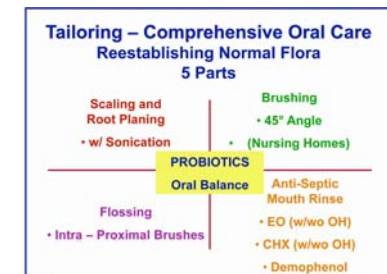 Tailoring – Comprehensive Oral Care
Reestablishing Normal Flora
5 Parts
Scaling and
Root Planing
• w/ Sonication
Brushing
• 45° Angle
• (Nursing Homes)
PROBIOTICS
Oral Balance
Flossing
• Intra – Proximal Brushes
Anti-Septic
Mouth Rinse
• EO (w/wo OH)
• CHX (w/wo OH)
• Demophenol